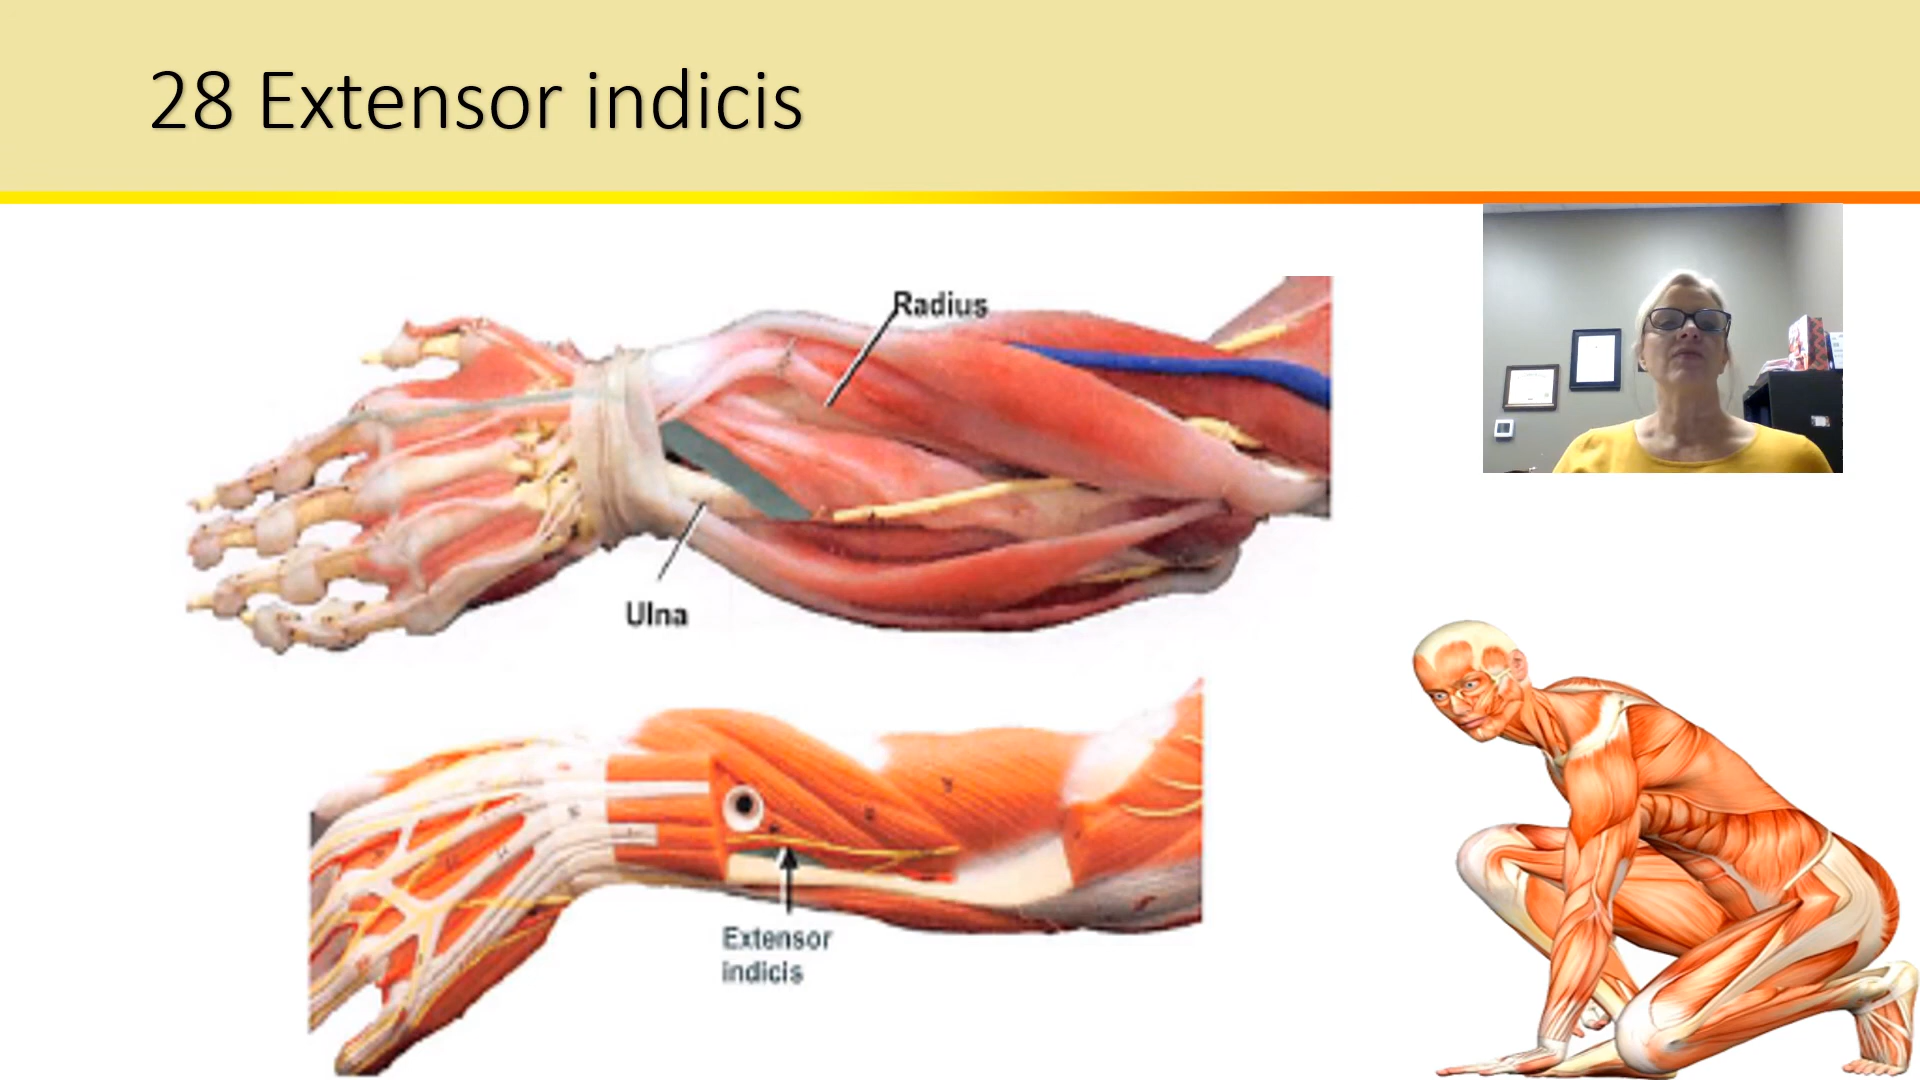 28 Extensor indicis
Radius
Ulna
Extensor
indicis